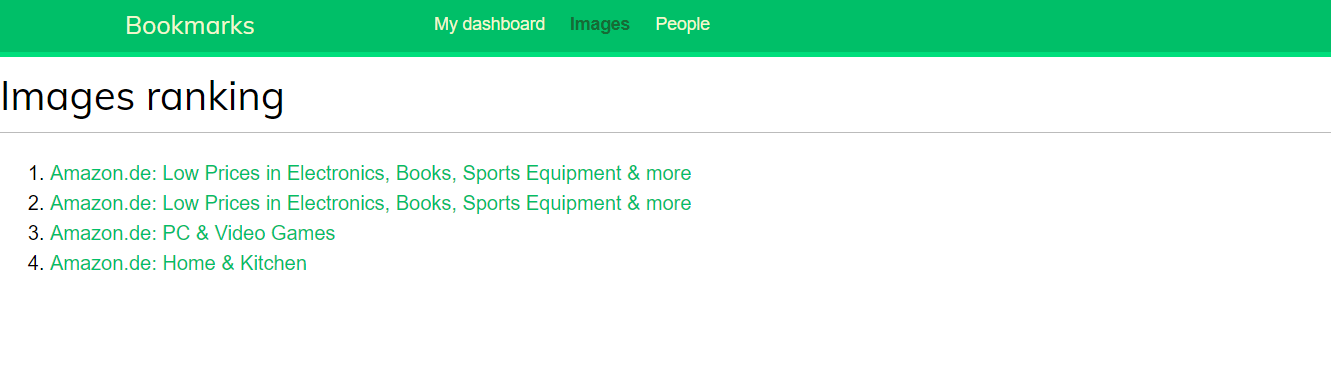 Bookmarks My dashboard Images People
Images ranking
1. Amazon.de: Low Prices in Electronics, Books, Sports Equipment & more
2. Amazon.de: Low Prices in Electronics, Books, Sports Equipment & more
3. Amazon.de: PC & Video Games
4. Amazon.de: Home & Kitchen